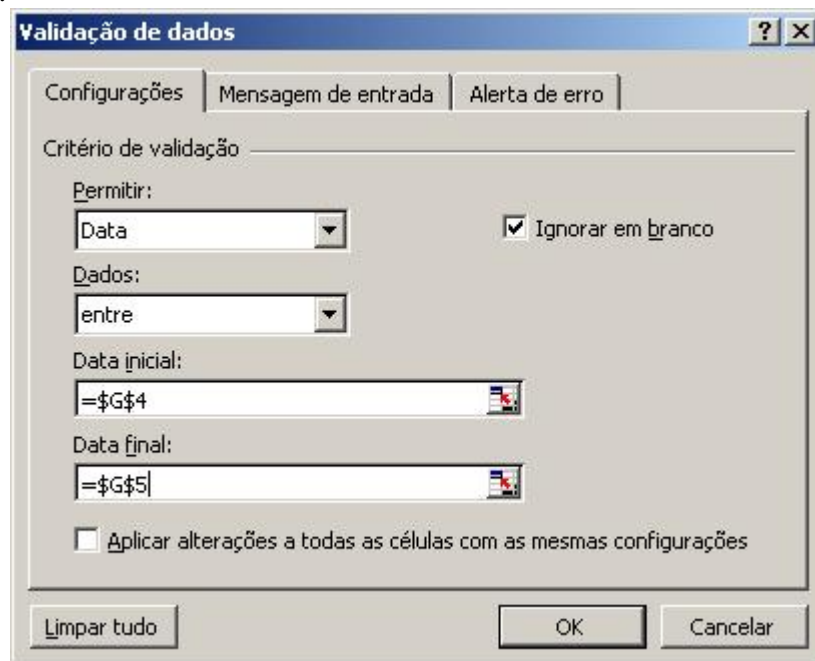 Validação de dados
Configurações Mensagem de entrada Alerta de erro
Critério de validação
Permitir:
Data Ignorar em branco
Dados:
entre
Data inicial:
=$G$4
Data final:
=$G$5
Aplicar alterações a todas as células com as mesmas configurações
Limpar tudo OK Cancelar